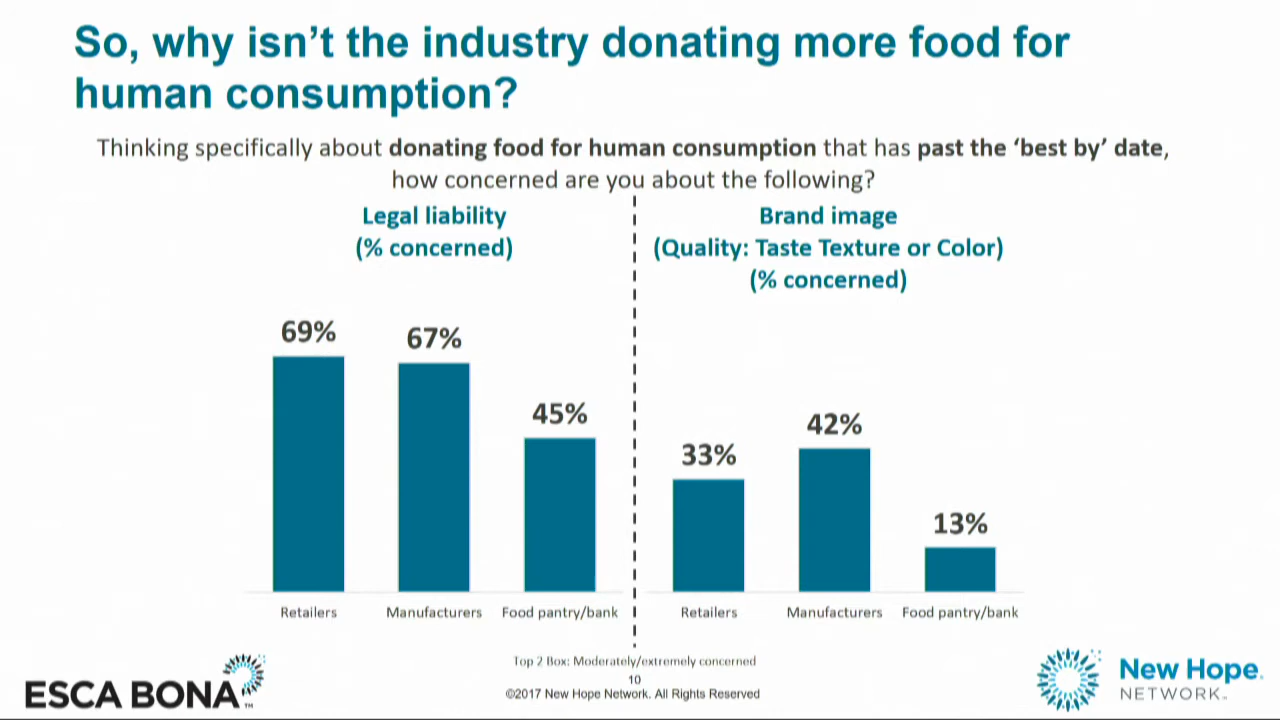 So, why isn't the industry donating more food for
human consumption?
Thinking specifically about donating food for human consumption that has past the ‘best by’ date,
how concerned are you about the following?
Legal liability
(% concerned)
69%
67%
45%
Retailers
Manufacturers
Food pantry/bank
Brand image
(Quality: Taste Texture or Color)
(% concerned)
33%
42%
13%
Retailers
Manufacturers
Food pantry/bank
Top 2 Box: Moderately/extremely concerned
10
©2017 New Hope Network. All Rights Reserved
ESCA BONA™
New Hope.
NETWORK™